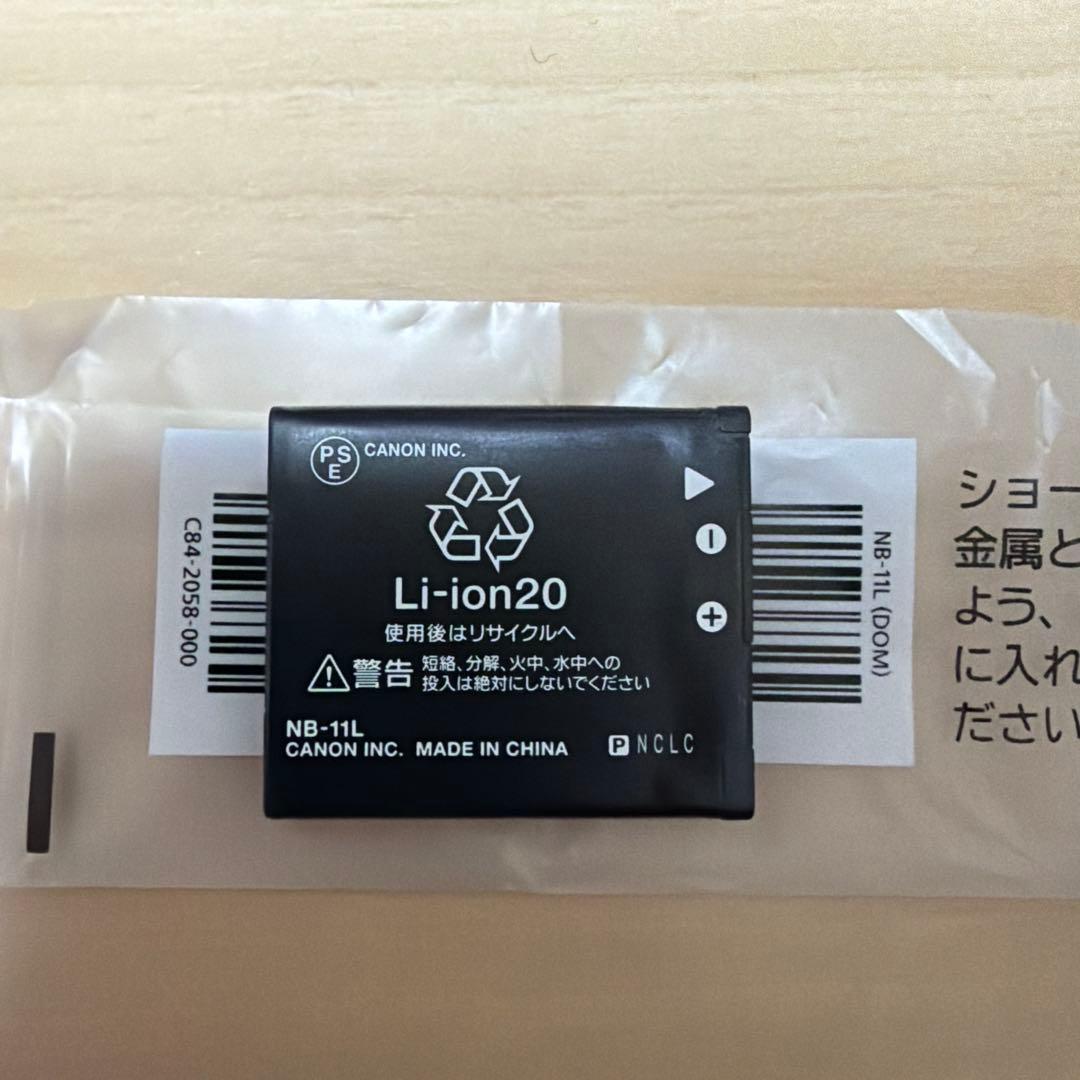 PSE CANON INC.
Li-ion20
使用後はリサイクルへ
警告 短絡、分解、火中、水中への
投入は絶対にしないでください
NB-11L
CANON INC. MADE IN CHINA
P NCLC
C84-2058-000
NB-11L (DOM)
ショー
金属と
よう、
に入れ
ださい